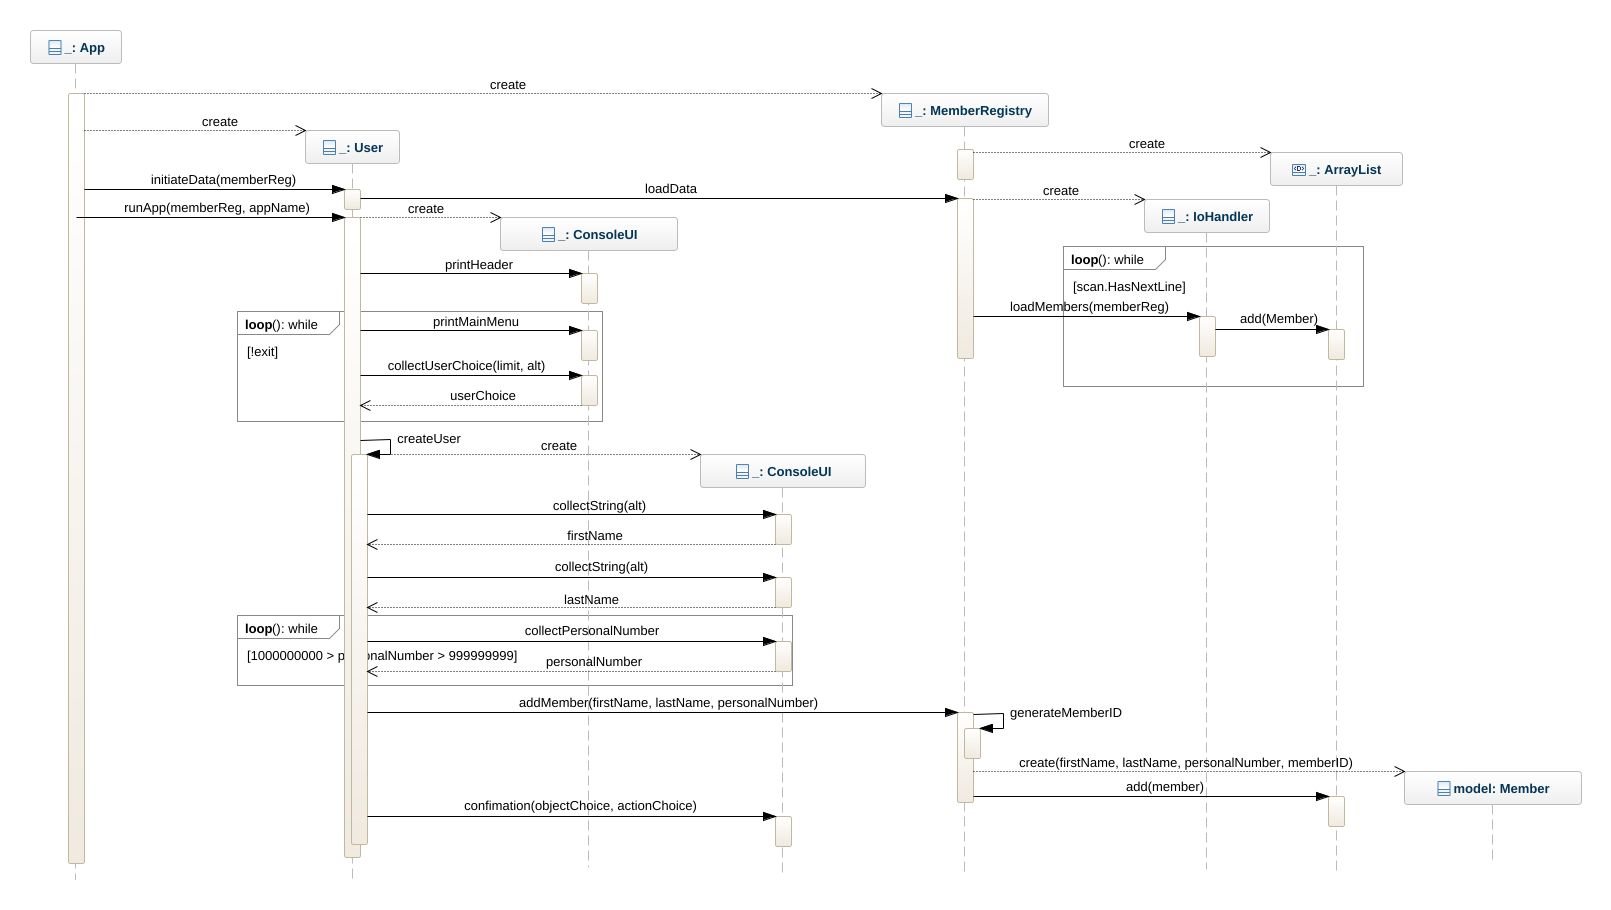 _: App
create
_: MemberRegistry
create
_: User
create
_: ArrayList
initiateData(memberReg)
loadData
create
runApp(memberReg, appName)
create
_: IoHandler
_: ConsoleUI
loop(): while
printHeader
[scan.HasNextLine]
loadMembers(memberReg)
add(Member)
loop(): while
printMainMenu
[!exit]
collectUserChoice(limit, alt)
userChoice
createUser
create
_: ConsoleUI
collectString(alt)
firstName
collectString(alt)
lastName
loop(): while
collectPersonalNumber
[1000000000 > personalNumber > 999999999]
personalNumber
addMember(firstName, lastName, personalNumber)
generateMemberID
create(firstName, lastName, personalNumber, memberID)
add(member)
model: Member
confimation(objectChoice, actionChoice)